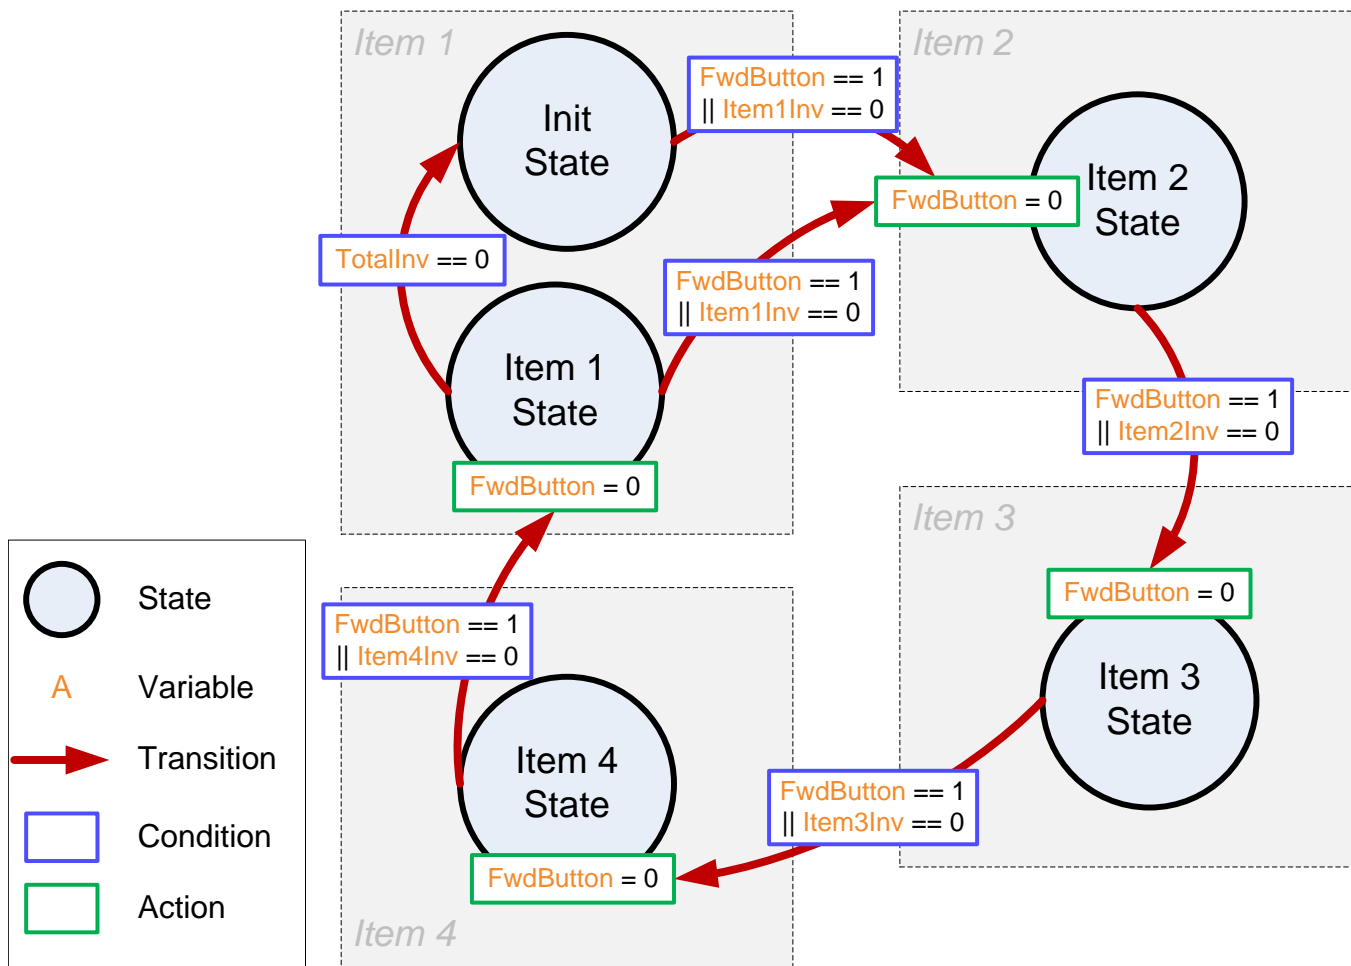 Item 1
Init
State
FwdButton == 1
|| Item1Inv == 0
Item 2
Item 2
State
FwdButton = 0
TotalInv == 0
FwdButton == 1
|| Item1Inv == 0
Item 1
State
FwdButton = 0
FwdButton == 1
|| Item2Inv == 0
Item 3
FwdButton = 0
Item 3
State
FwdButton == 1
|| Item3Inv == 0
FwdButton == 1
|| Item4Inv == 0
Item 4
State
FwdButton = 0
Item 4
State
A
Variable
Transition
Condition
Action